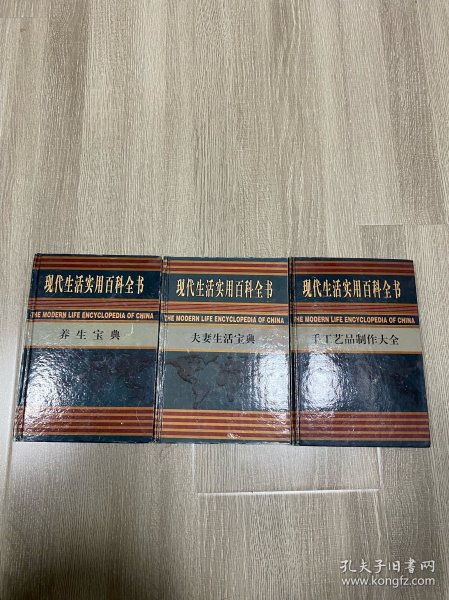 现代生活实用百科全书
THE MODERN LIFE ENCYCLOPEDIA OF CHINA
养生宝典
现代生活实用百科全书
THE MODERN LIFE ENCYCLOPEDIA OF CHINA
夫妻生活宝典
现代生活实用百科全书
THE MODERN LIFE ENCYCLOPEDIA OF CHINA
手工艺品制作大全
孔夫子旧书网
www.kongfz.com